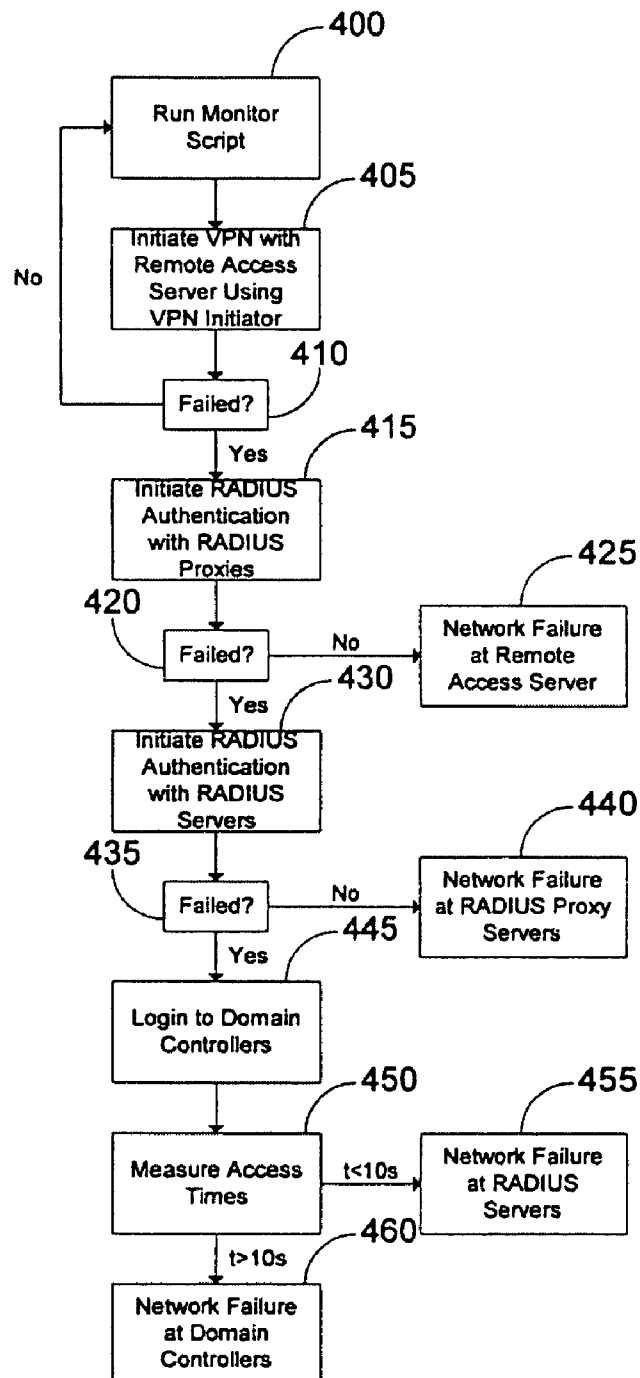 400
Run Monitor
Script
405
Initiate VPN with
Remote Access
Server Using
VPN Initiator
No
410
Failed?
Yes
415
Initiate RADIUS
Authentication
with RADIUS
Proxies
420
Failed?
No
425
Network Failure
at Remote
Access Server
Yes
430
Initiate RADIUS
Authentication
with RADIUS
Servers
435
Failed?
No
440
Network Failure
at RADIUS Proxy
Servers
Yes
445
Login to Domain
Controllers
450
Measure Access
Times
t<10s
455
Network Failure
at RADIUS
Servers
t>10s
460
Network Failure
at Domain
Controllers